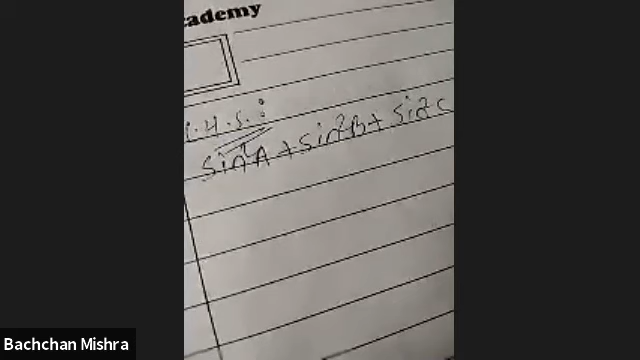 cademy
.H.S. :
Sin²A + Sin²B + Sin²C
Bachchan Mishra